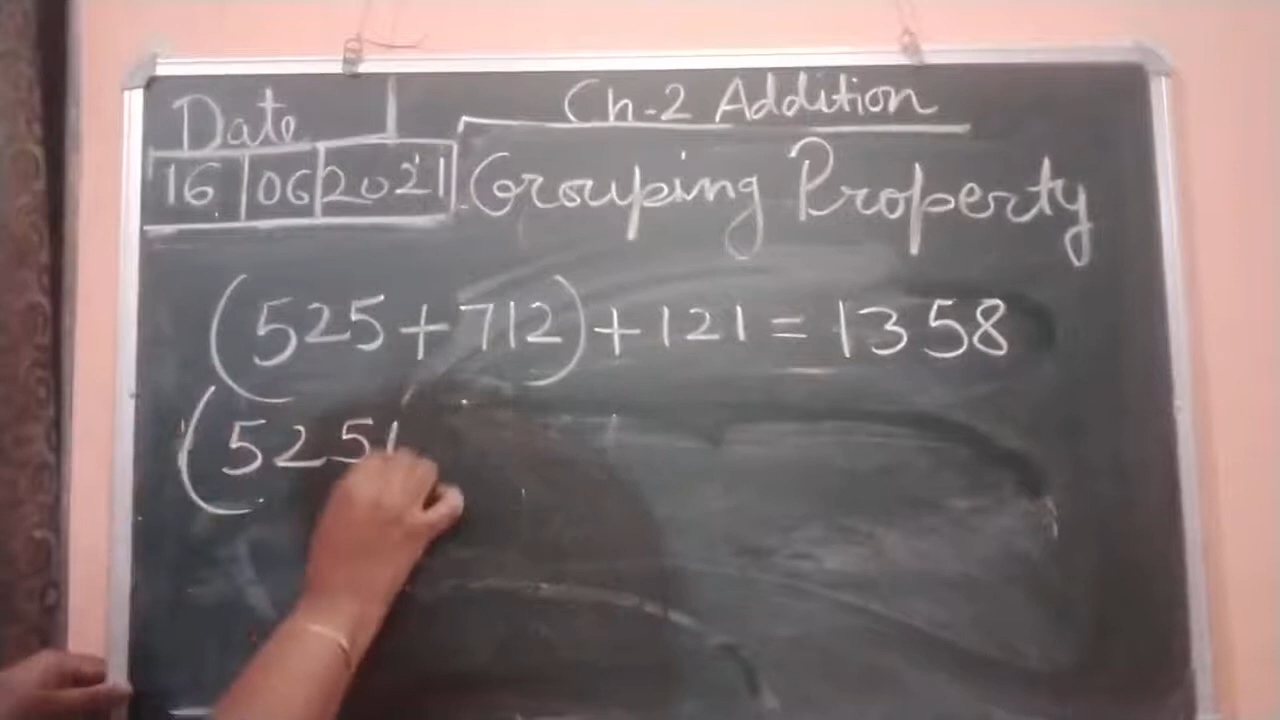 Ch-2 Addition
Date
16 06 2021
Grouping Property
(525+712)+121=1358
(525